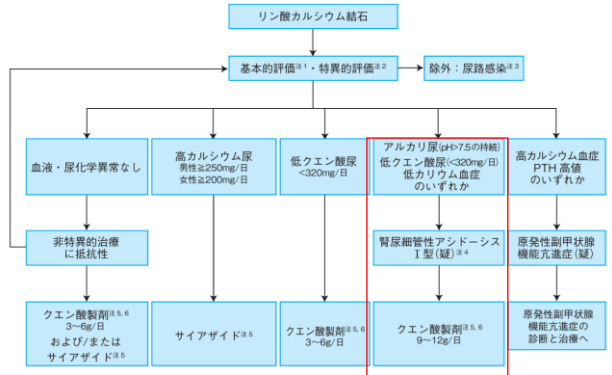 リン酸カルシウム結石
基本的評価注1・特異的評価注2
除外：尿路感染注3
血液・尿化学異常なし
高カルシウム尿
男性≧250mg/日
女性≧200mg/日
低クエン酸尿
<320mg/日
アルカリ尿(pH>7.5の持続)
低クエン酸尿(<320mg/日)
低カリウム血症
のいずれか
高カルシウム血症
PTH 高値
のいずれか
非特異的治療
に抵抗性
腎尿細管性アシドーシス
Ⅰ型(疑)注4
原発性副甲状腺
機能亢進症(疑)
クエン酸製剤注5, 6
3〜6g/日
および/または
サイアザイド注5
サイアザイド注5
クエン酸製剤注5, 6
3〜6g/日
クエン酸製剤注5, 6
9〜12g/日
原発性副甲状腺
機能亢進症の
診断と治療へ